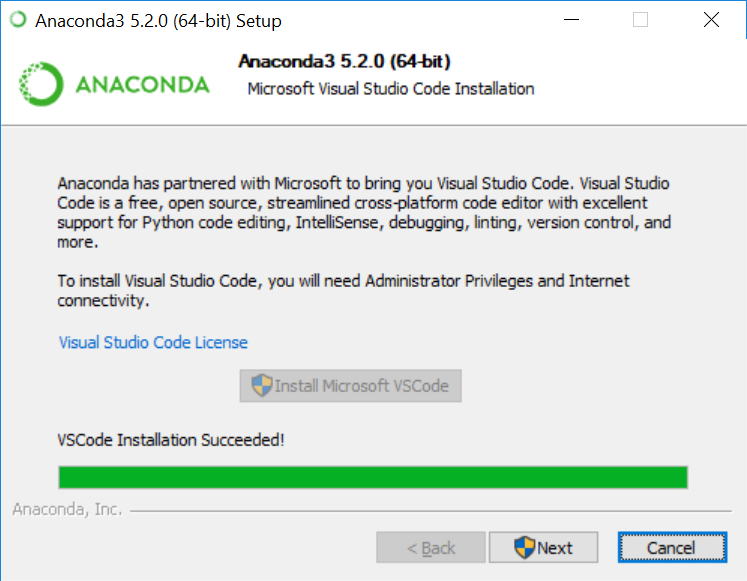 Anaconda3 5.2.0 (64-bit) Setup
ANACONDA
Anaconda3 5.2.0 (64-bit)
Microsoft Visual Studio Code Installation
Anaconda has partnered with Microsoft to bring you Visual Studio Code. Visual Studio
Code is a free, open source, streamlined cross-platform code editor with excellent
support for Python code editing, IntelliSense, debugging, linting, version control, and
more.
To install Visual Studio Code, you will need Administrator Privileges and Internet
connectivity.
Visual Studio Code License
Install Microsoft VSCode
VSCode Installation Succeeded!
Anaconda, Inc.
< Back
Next
Cancel